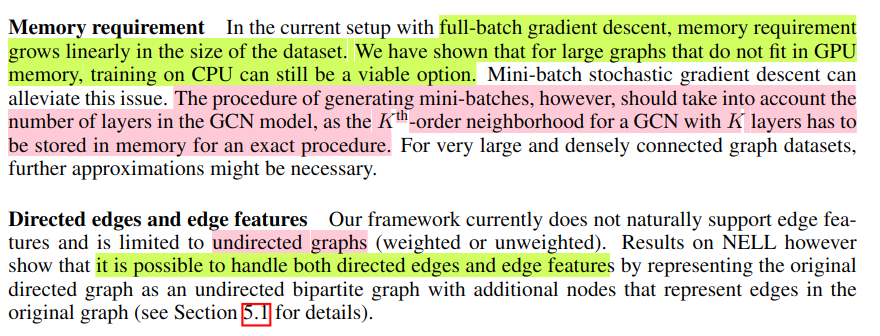 Memory requirement In the current setup with full-batch gradient descent, memory requirement
grows linearly in the size of the dataset. We have shown that for large graphs that do not fit in GPU
memory, training on CPU can still be a viable option. Mini-batch stochastic gradient descent can
alleviate this issue. The procedure of generating mini-batches, however, should take into account the
number of layers in the GCN model, as the Kth-order neighborhood for a GCN with K layers has to
be stored in memory for an exact procedure. For very large and densely connected graph datasets,
further approximations might be necessary.
Directed edges and edge features Our framework currently does not naturally support edge fea-
tures and is limited to undirected graphs (weighted or unweighted). Results on NELL however
show that it is possible to handle both directed edges and edge features by representing the original
directed graph as an undirected bipartite graph with additional nodes that represent edges in the
original graph (see Section 5.1 for details).